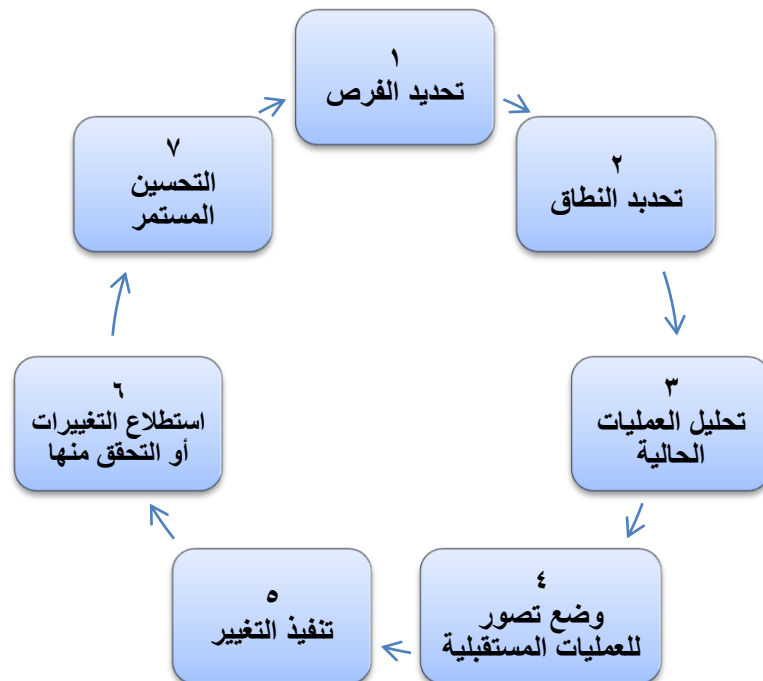 ١
تحديد الفرص
٢
تحدبد النطاق
٣
تحليل العمليات
الحالية
٤
وضع تصور
للعمليات المستقبلية
٥
تنفيذ التغيير
٦
استطلاع التغييرات
أو التحقق منها
٧
التحسين
المستمر